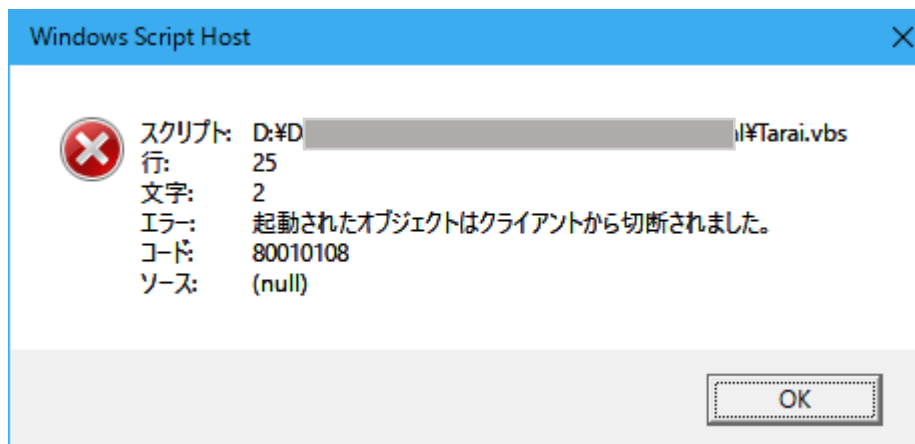 Windows Script Host
スクリプト: D:¥D l¥Tarai.vbs
行: 25
文字: 2
エラー: 起動されたオブジェクトはクライアントから切断されました。
コード: 80010108
ソース: (null)
OK